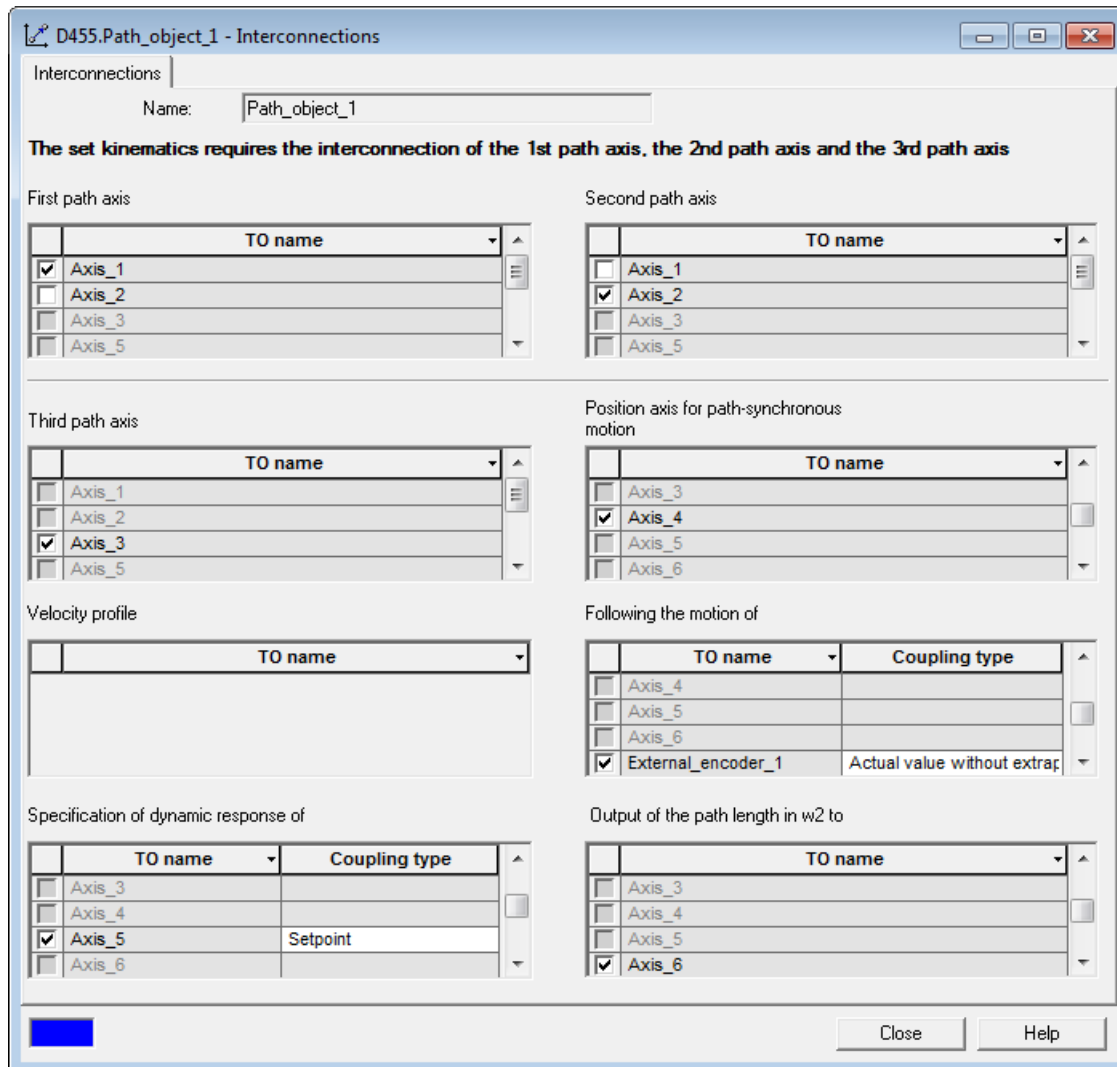 D455.Path_object_1 - Interconnections
Interconnections
Name: Path_object_1
The set kinematics requires the interconnection of the 1st path axis, the 2nd path axis and the 3rd path axis
First path axis
TO name
Axis_1
Axis_2
Axis_3
Axis_5
Second path axis
TO name
Axis_1
Axis_2
Axis_3
Axis_5
Third path axis
TO name
Axis_1
Axis_2
Axis_3
Axis_5
Position axis for path-synchronous
motion
TO name
Axis_3
Axis_4
Axis_5
Axis_6
Velocity profile
TO name
Following the motion of
TO name Coupling type
Axis_4
Axis_5
Axis_6
External_encoder_1 Actual value without extrap
Specification of dynamic response of
TO name Coupling type
Axis_3
Axis_4
Axis_5 Setpoint
Axis_6
Output of the path length in w2 to
TO name
Axis_3
Axis_4
Axis_5
Axis_6
Close Help